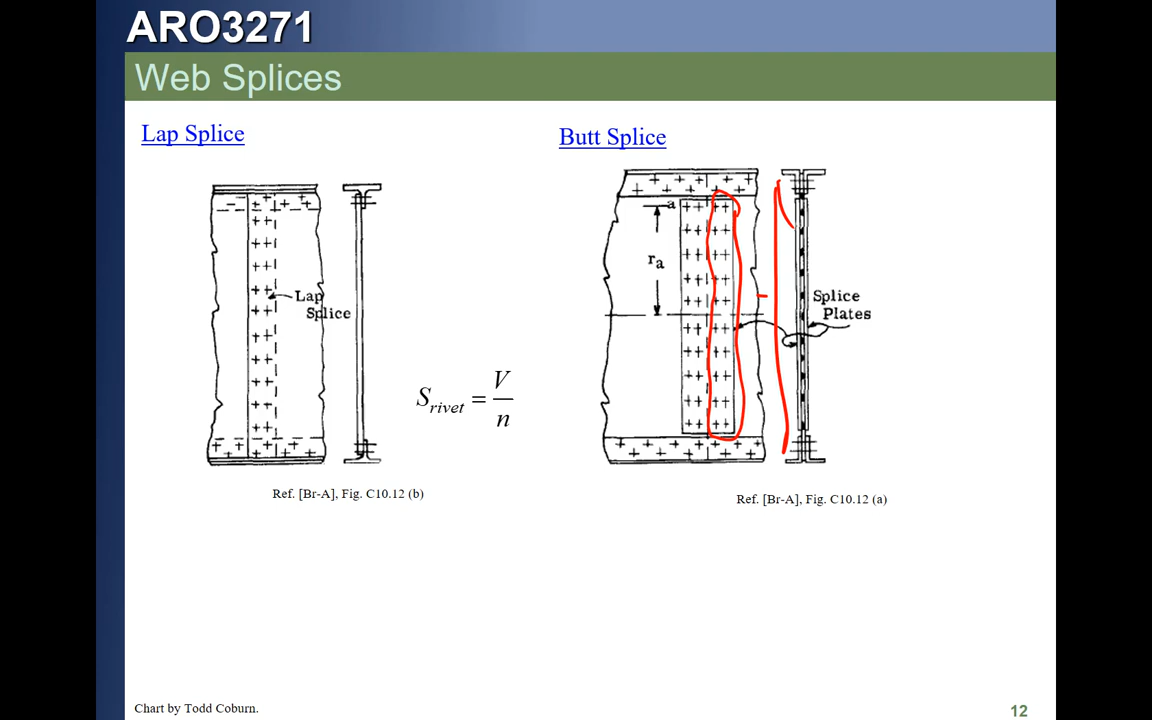 ARO3271
Web Splices
Lap Splice
Butt Splice
a
r_a
Lap
Splice
Splice
Plates
S_rivet = V/n
Ref. [Br-A], Fig. C10.12 (b)
Ref. [Br-A], Fig. C10.12 (a)
Chart by Todd Coburn.
12